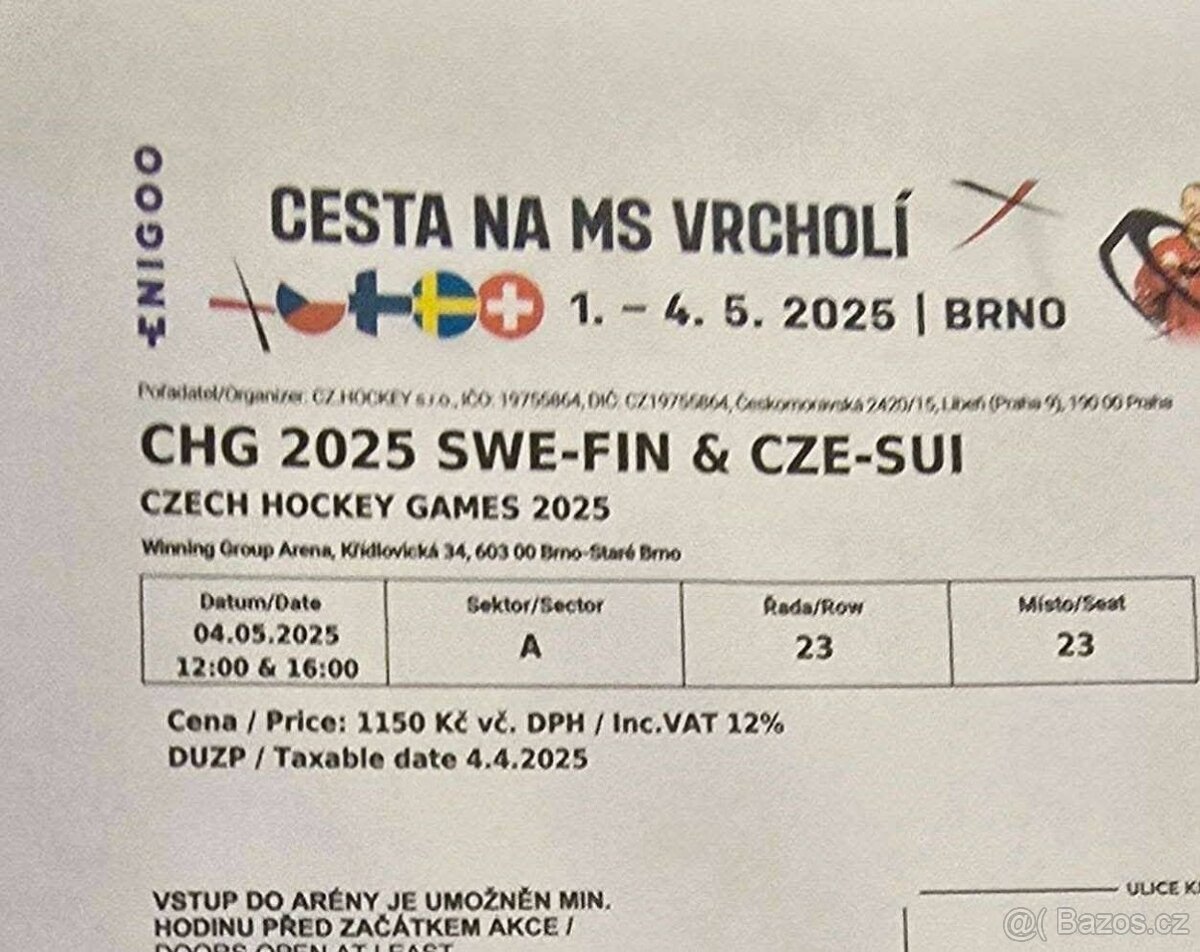 ENIGOO
CESTA NA MS VRCHOLÍ
1. – 4. 5. 2025 | BRNO
Pořadatel/Organizer: CZ.HOCKEY s.r.o., IČO: 19755864, DIČ: CZ19755864, Českomoravská 2420/15, Libeň (Praha 9), 190 00 Praha
CHG 2025 SWE-FIN & CZE-SUI
CZECH HOCKEY GAMES 2025
Winning Group Arena, Křídlovická 34, 603 00 Brno-Staré Brno
Datum/Date Sektor/Sector Řada/Row Místo/Seat
04.05.2025 A 23 23
12:00 & 16:00
Cena / Price: 1150 Kč vč. DPH / Inc.VAT 12%
DUZP / Taxable date 4.4.2025
VSTUP DO ARÉNY JE UMOŽNĚN MIN.
HODINU PŘED ZAČÁTKEM AKCE /
DOORS OPEN AT LEAST
ULICE
@( Bazos.cz